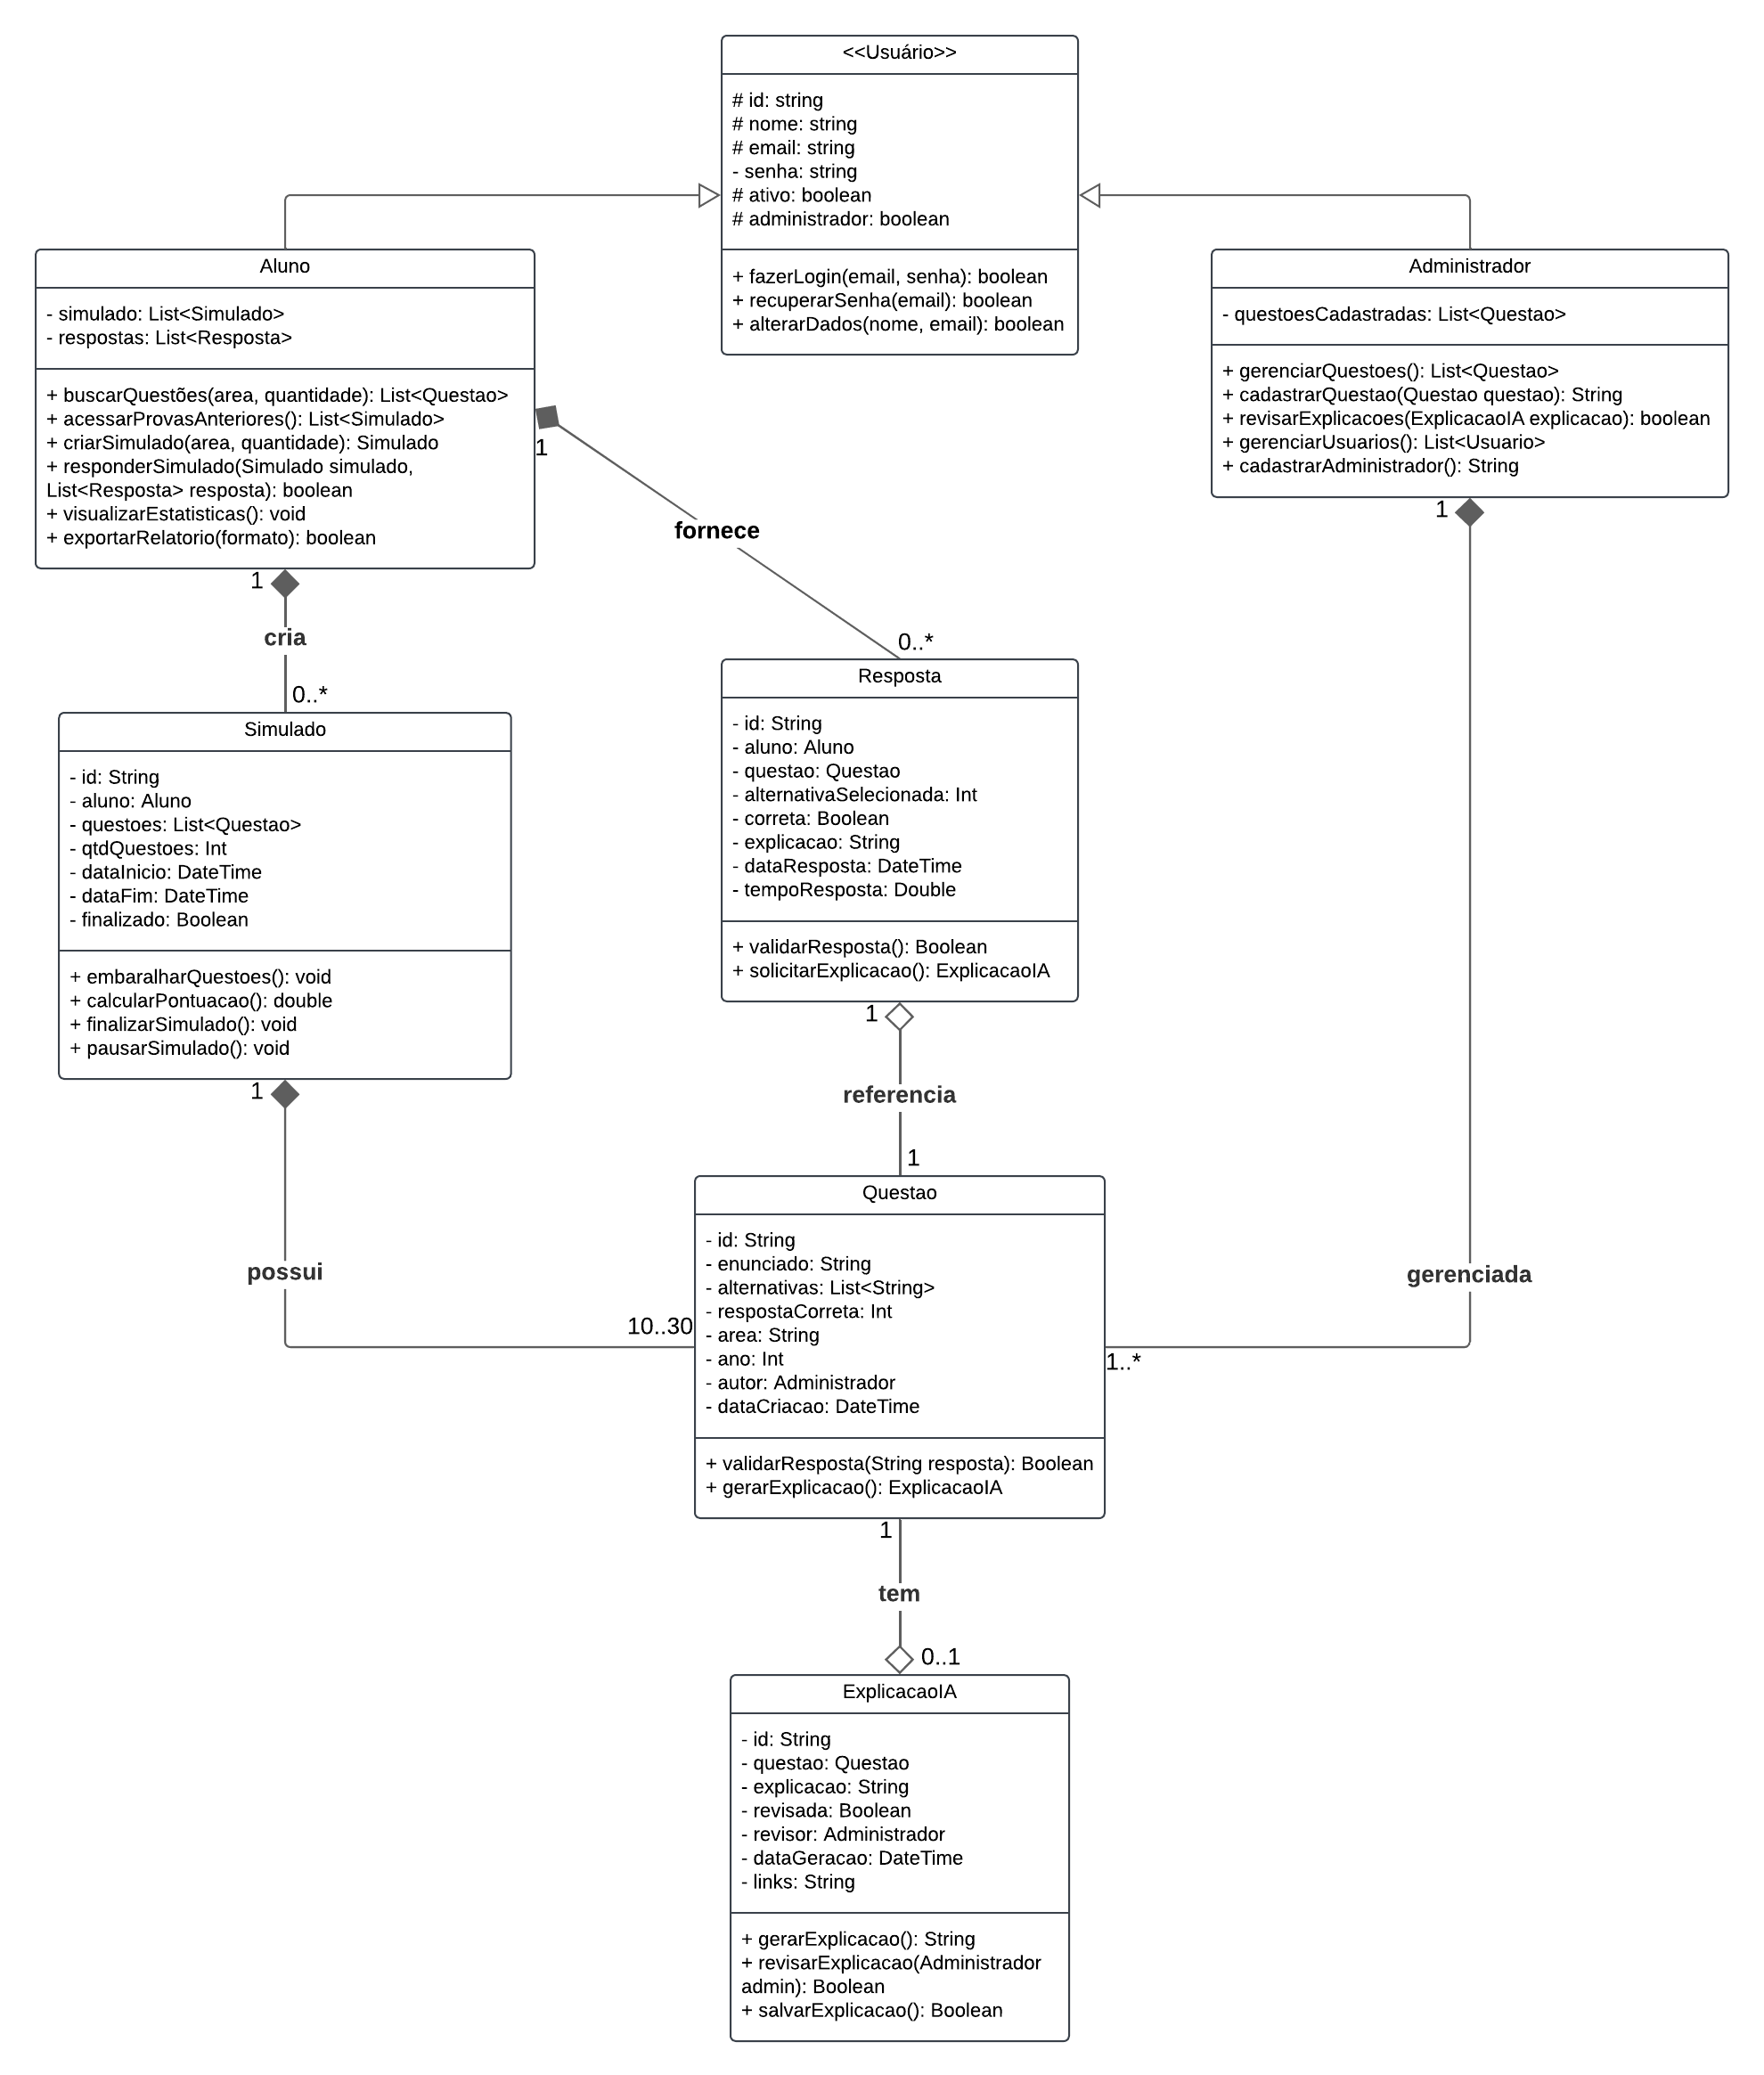 <<Usuário>>
# id: string
# nome: string
# email: string
- senha: string
# ativo: boolean
# administrador: boolean
+ fazerLogin(email, senha): boolean
+ recuperarSenha(email): boolean
+ alterarDados(nome, email): boolean
Aluno
- simulado: List<Simulado>
- respostas: List<Resposta>
+ buscarQuestões(area, quantidade): List<Questao>
+ acessarProvasAnteriores(): List<Simulado>
+ criarSimulado(area, quantidade): Simulado
+ responderSimulado(Simulado simulado,
List<Resposta> resposta): boolean
+ visualizarEstatisticas(): void
+ exportarRelatorio(formato): boolean
Administrador
- questoesCadastradas: List<Questao>
+ gerenciarQuestoes(): List<Questao>
+ cadastrarQuestao(Questao questao): String
+ revisarExplicacoes(ExplicacaoIA explicacao): boolean
+ gerenciarUsuarios(): List<Usuario>
+ cadastrarAdministrador(): String
1
fornece
0..*
1
cria
0..*
1
Simulado
- id: String
- aluno: Aluno
- questoes: List<Questao>
- qtdQuestoes: Int
- dataInicio: DateTime
- dataFim: DateTime
- finalizado: Boolean
+ embaralharQuestoes(): void
+ calcularPontuacao(): double
+ finalizarSimulado(): void
+ pausarSimulado(): void
Resposta
- id: String
- aluno: Aluno
- questao: Questao
- alternativaSelecionada: Int
- correta: Boolean
- explicacao: String
- dataResposta: DateTime
- tempoResposta: Double
+ validarResposta(): Boolean
+ solicitarExplicacao(): ExplicacaoIA
1
referencia
1
1
possui
10..30
gerenciada
1..*
Questao
- id: String
- enunciado: String
- alternativas: List<String>
- respostaCorreta: Int
- area: String
- ano: Int
- autor: Administrador
- dataCriacao: DateTime
+ validarResposta(String resposta): Boolean
+ gerarExplicacao(): ExplicacaoIA
1
tem
0..1
ExplicacaoIA
- id: String
- questao: Questao
- explicacao: String
- revisada: Boolean
- revisor: Administrador
- dataGeracao: DateTime
- links: String
+ gerarExplicacao(): String
+ revisarExplicacao(Administrador
admin): Boolean
+ salvarExplicacao(): Boolean